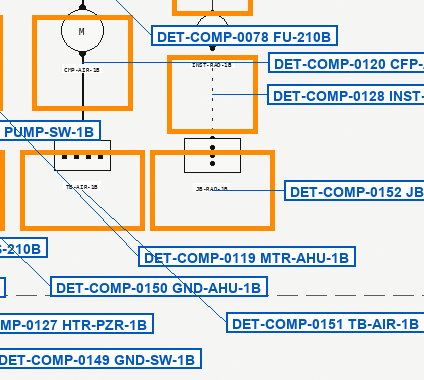 M
DET-COMP-0078 FU-210B
CMP-AIR-1B
INST-RAD-1B
DET-COMP-0120 CFP-
DET-COMP-0128 INST-
PUMP-SW-1B
TB-AIR-1B
JB-RAD-1B
DET-COMP-0152 JB
S-210B
DET-COMP-0119 MTR-AHU-1B
DET-COMP-0150 GND-AHU-1B
MP-0127 HTR-PZR-1B
DET-COMP-0151 TB-AIR-1B
DET-COMP-0149 GND-SW-1B